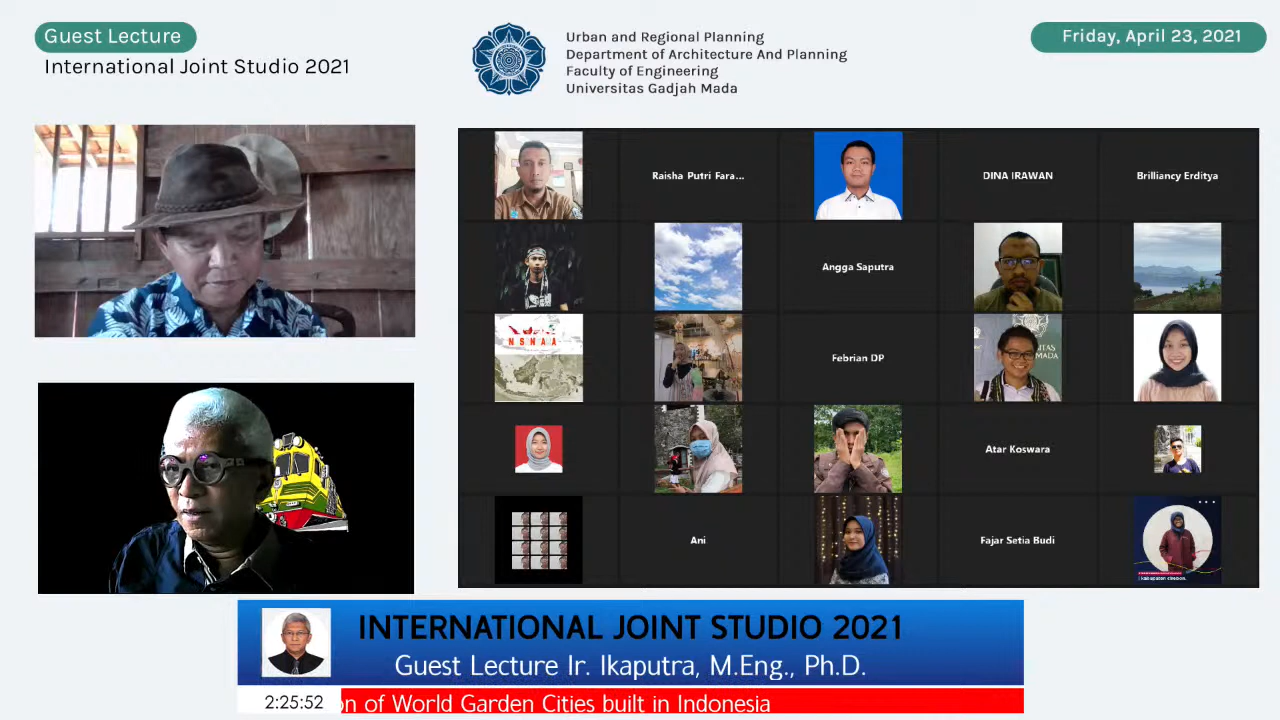 Guest Lecture
International Joint Studio 2021
Urban and Regional Planning
Department of Architecture And Planning
Faculty of Engineering
Universitas Gadjah Mada
Friday, April 23, 2021
Raisha Putri Fara...
DINA IRAWAN
Brilliancy Erditya
Angga Saputra
NSNAA
ITAS
MADA
Febrian DP
Atar Koswara
Ani
Fajar Setia Budi
INTERNATIONAL JOINT STUDIO 2021
Guest Lecture Ir. Ikaputra, M.Eng., Ph.D.
2:25:52
on of World Garden Cities built in Indonesia